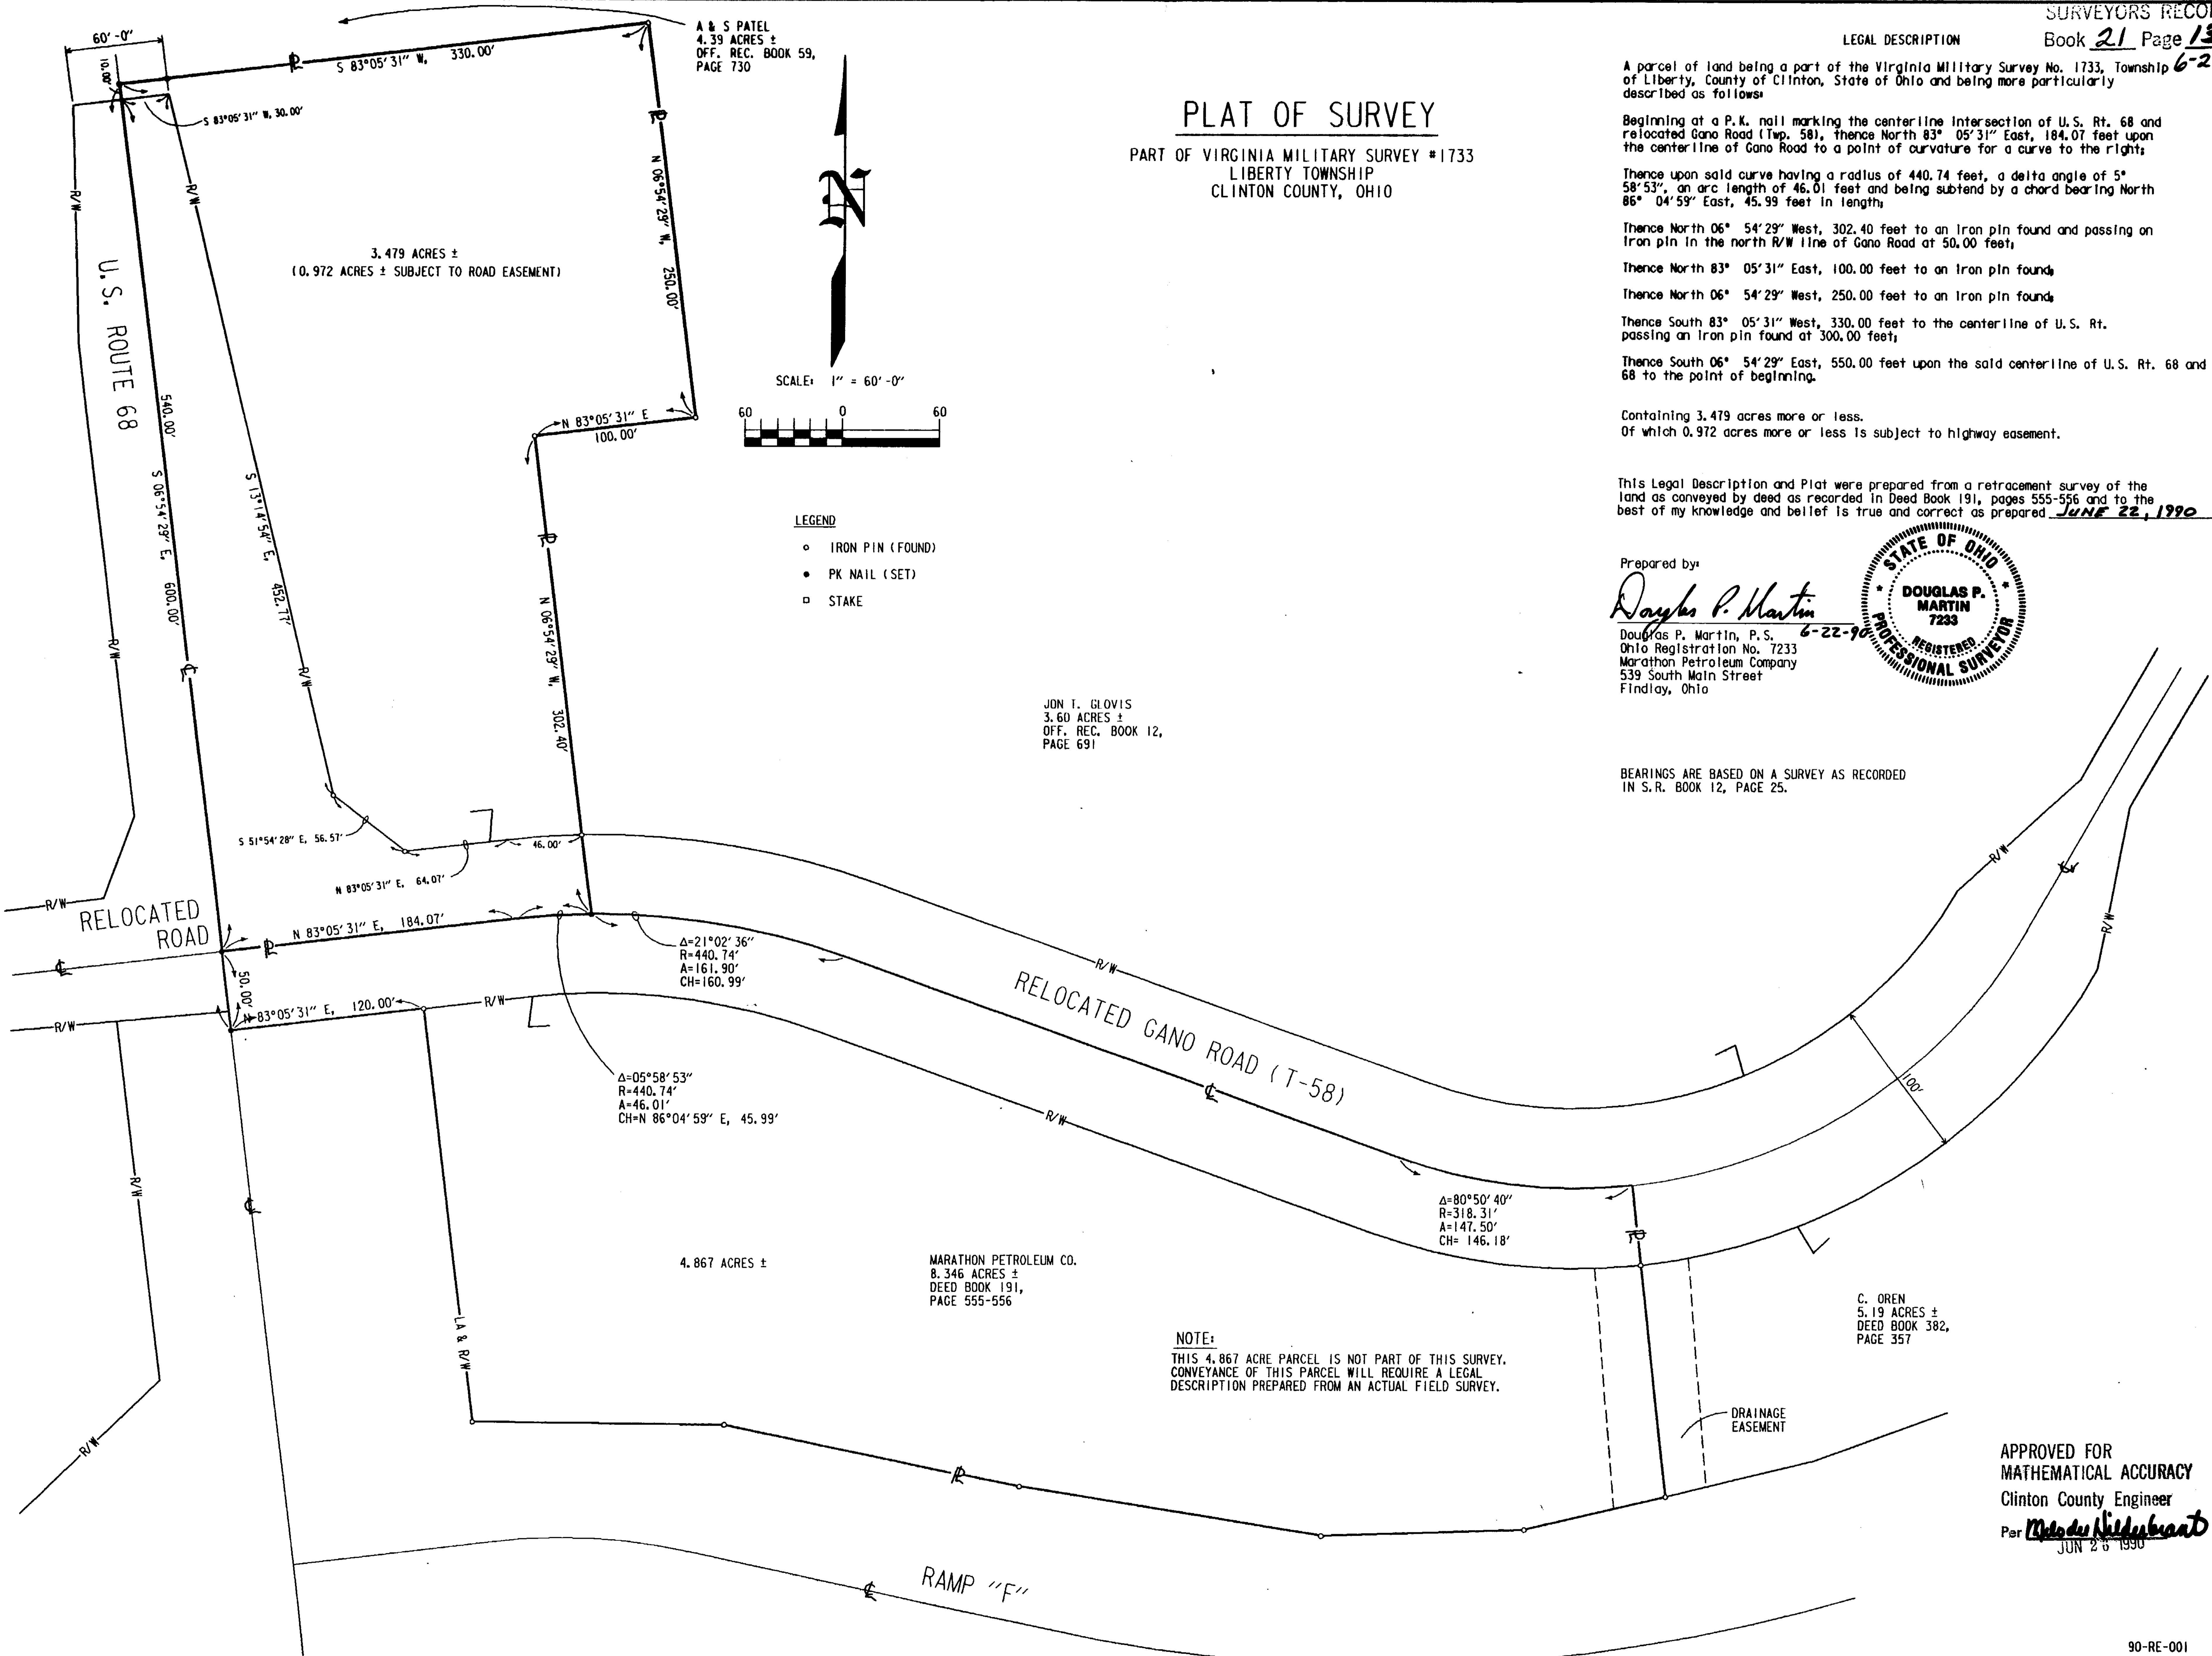 SURVEYORS RECO
Book 21 Page 13
6-2
LEGAL DESCRIPTION
A parcel of land being a part of the Virginia Military Survey No. 1733, Township
of Liberty, County of Clinton, State of Ohio and being more particularly
described as follows:
Beginning at a P.K. nail marking the centerline intersection of U.S. Rt. 68 and
relocated Gano Road (Twp. 58), thence North 83° 05'31" East, 184.07 feet upon
the centerline of Gano Road to a point of curvature for a curve to the right;
Thence upon said curve having a radius of 440.74 feet, a delta angle of 5°
58'53", an arc length of 46.01 feet and being subtend by a chord bearing North
86° 04'59" East, 45.99 feet in length;
Thence North 06° 54'29" West, 302.40 feet to an iron pin found and passing on
iron pin in the north R/W line of Gano Road at 50.00 feet;
Thence North 83° 05'31" East, 100.00 feet to an iron pin found;
Thence North 06° 54'29" West, 250.00 feet to an iron pin found;
Thence South 83° 05'31" West, 330.00 feet to the centerline of U.S. Rt.
passing an iron pin found at 300.00 feet;
Thence South 06° 54'29" East, 550.00 feet upon the said centerline of U.S. Rt. 68 and
68 to the point of beginning.
Containing 3.479 acres more or less.
Of which 0.972 acres more or less is subject to highway easement.
This Legal Description and Plat were prepared from a retracement survey of the
land as conveyed by deed as recorded in Deed Book 191, pages 555-556 and to the
best of my knowledge and belief is true and correct as prepared JUNE 22, 1990
Prepared by:
Douglas P. Martin
6-22-90
Douglas P. Martin, P.S.
Ohio Registration No. 7233
Marathon Petroleum Company
539 South Main Street
Findlay, Ohio
STATE OF OHIO
DOUGLAS P.
MARTIN
7233
REGISTERED
PROFESSIONAL SURVEYOR
BEARINGS ARE BASED ON A SURVEY AS RECORDED
IN S.R. BOOK 12, PAGE 25.
PLAT OF SURVEY
PART OF VIRGINIA MILITARY SURVEY #1733
LIBERTY TOWNSHIP
CLINTON COUNTY, OHIO
N
SCALE: 1" = 60'-0"
60 0 60
LEGEND
IRON PIN (FOUND)
PK NAIL (SET)
STAKE
A & S PATEL
4.39 ACRES ±
OFF. REC. BOOK 59,
PAGE 730
60'-0"
10.00'
S 83°05'31" W, 330.00'
S 83°05'31" W, 30.00'
N 06°54'29" W, 250.00'
3.479 ACRES ±
(0.972 ACRES ± SUBJECT TO ROAD EASEMENT)
R/W
R/W
U.S. ROUTE 68
540.00'
S 06°54'29" E, 600.00'
S 13°14'54" E, 452.77'
R/W
R/W
N 83°05'31" E
100.00'
N 06°54'29" W, 302.40'
JON T. GLOVIS
3.60 ACRES ±
OFF. REC. BOOK 12,
PAGE 691
S 51°54'28" E, 56.57'
46.00'
N 83°05'31" E, 64.07'
R/W
RELOCATED
ROAD
N 83°05'31" E, 184.07'
50.00'
N 83°05'31" E, 120.00'
R/W
R/W
Δ=21°02'36"
R=440.74'
A=161.90'
CH=160.99'
Δ=05°58'53"
R=440.74'
A=46.01'
CH=N 86°04'59" E, 45.99'
R/W
RELOCATED GANO ROAD (T-58)
R/W
R/W
R/W
100'
Δ=80°50'40"
R=318.31'
A=147.50'
CH= 146.18'
R/W
R/W
LA & R/W
4.867 ACRES ±
MARATHON PETROLEUM CO.
8.346 ACRES ±
DEED BOOK 191,
PAGE 555-556
NOTE:
THIS 4.867 ACRE PARCEL IS NOT PART OF THIS SURVEY.
CONVEYANCE OF THIS PARCEL WILL REQUIRE A LEGAL
DESCRIPTION PREPARED FROM AN ACTUAL FIELD SURVEY.
C. OREN
5.19 ACRES ±
DEED BOOK 382,
PAGE 357
DRAINAGE
EASEMENT
RAMP "F"
APPROVED FOR
MATHEMATICAL ACCURACY
Clinton County Engineer
Per
JUN 26 1990
90-RE-001